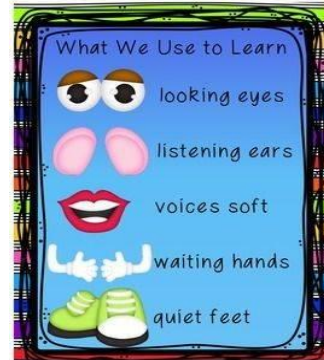 What We Use to Learn
looking eyes
listening ears
voices soft
waiting hands
quiet feet